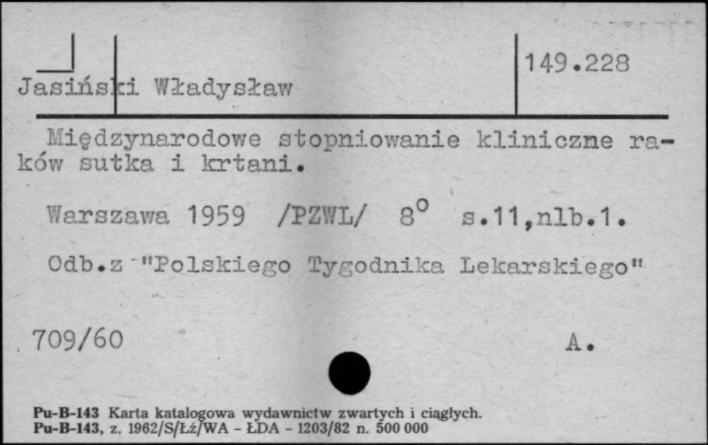 149.228
Jasiński Władysław
Międzynarodowe stopniowanie kliniczne ra-
ków sutka i krtani.
Warszawa 1959 /PZWL/ 8° s.11,nlb.1.
Odb.z "Polskiego Tygodnika Lekarskiego"
709/60 A.
Pu-B-143 Karta katalogowa wydawnictw zwartych i ciągłych.
Pu-B-143, z. 1962/S/Łź/WA - ŁDA - 1203/82 n. 500 000